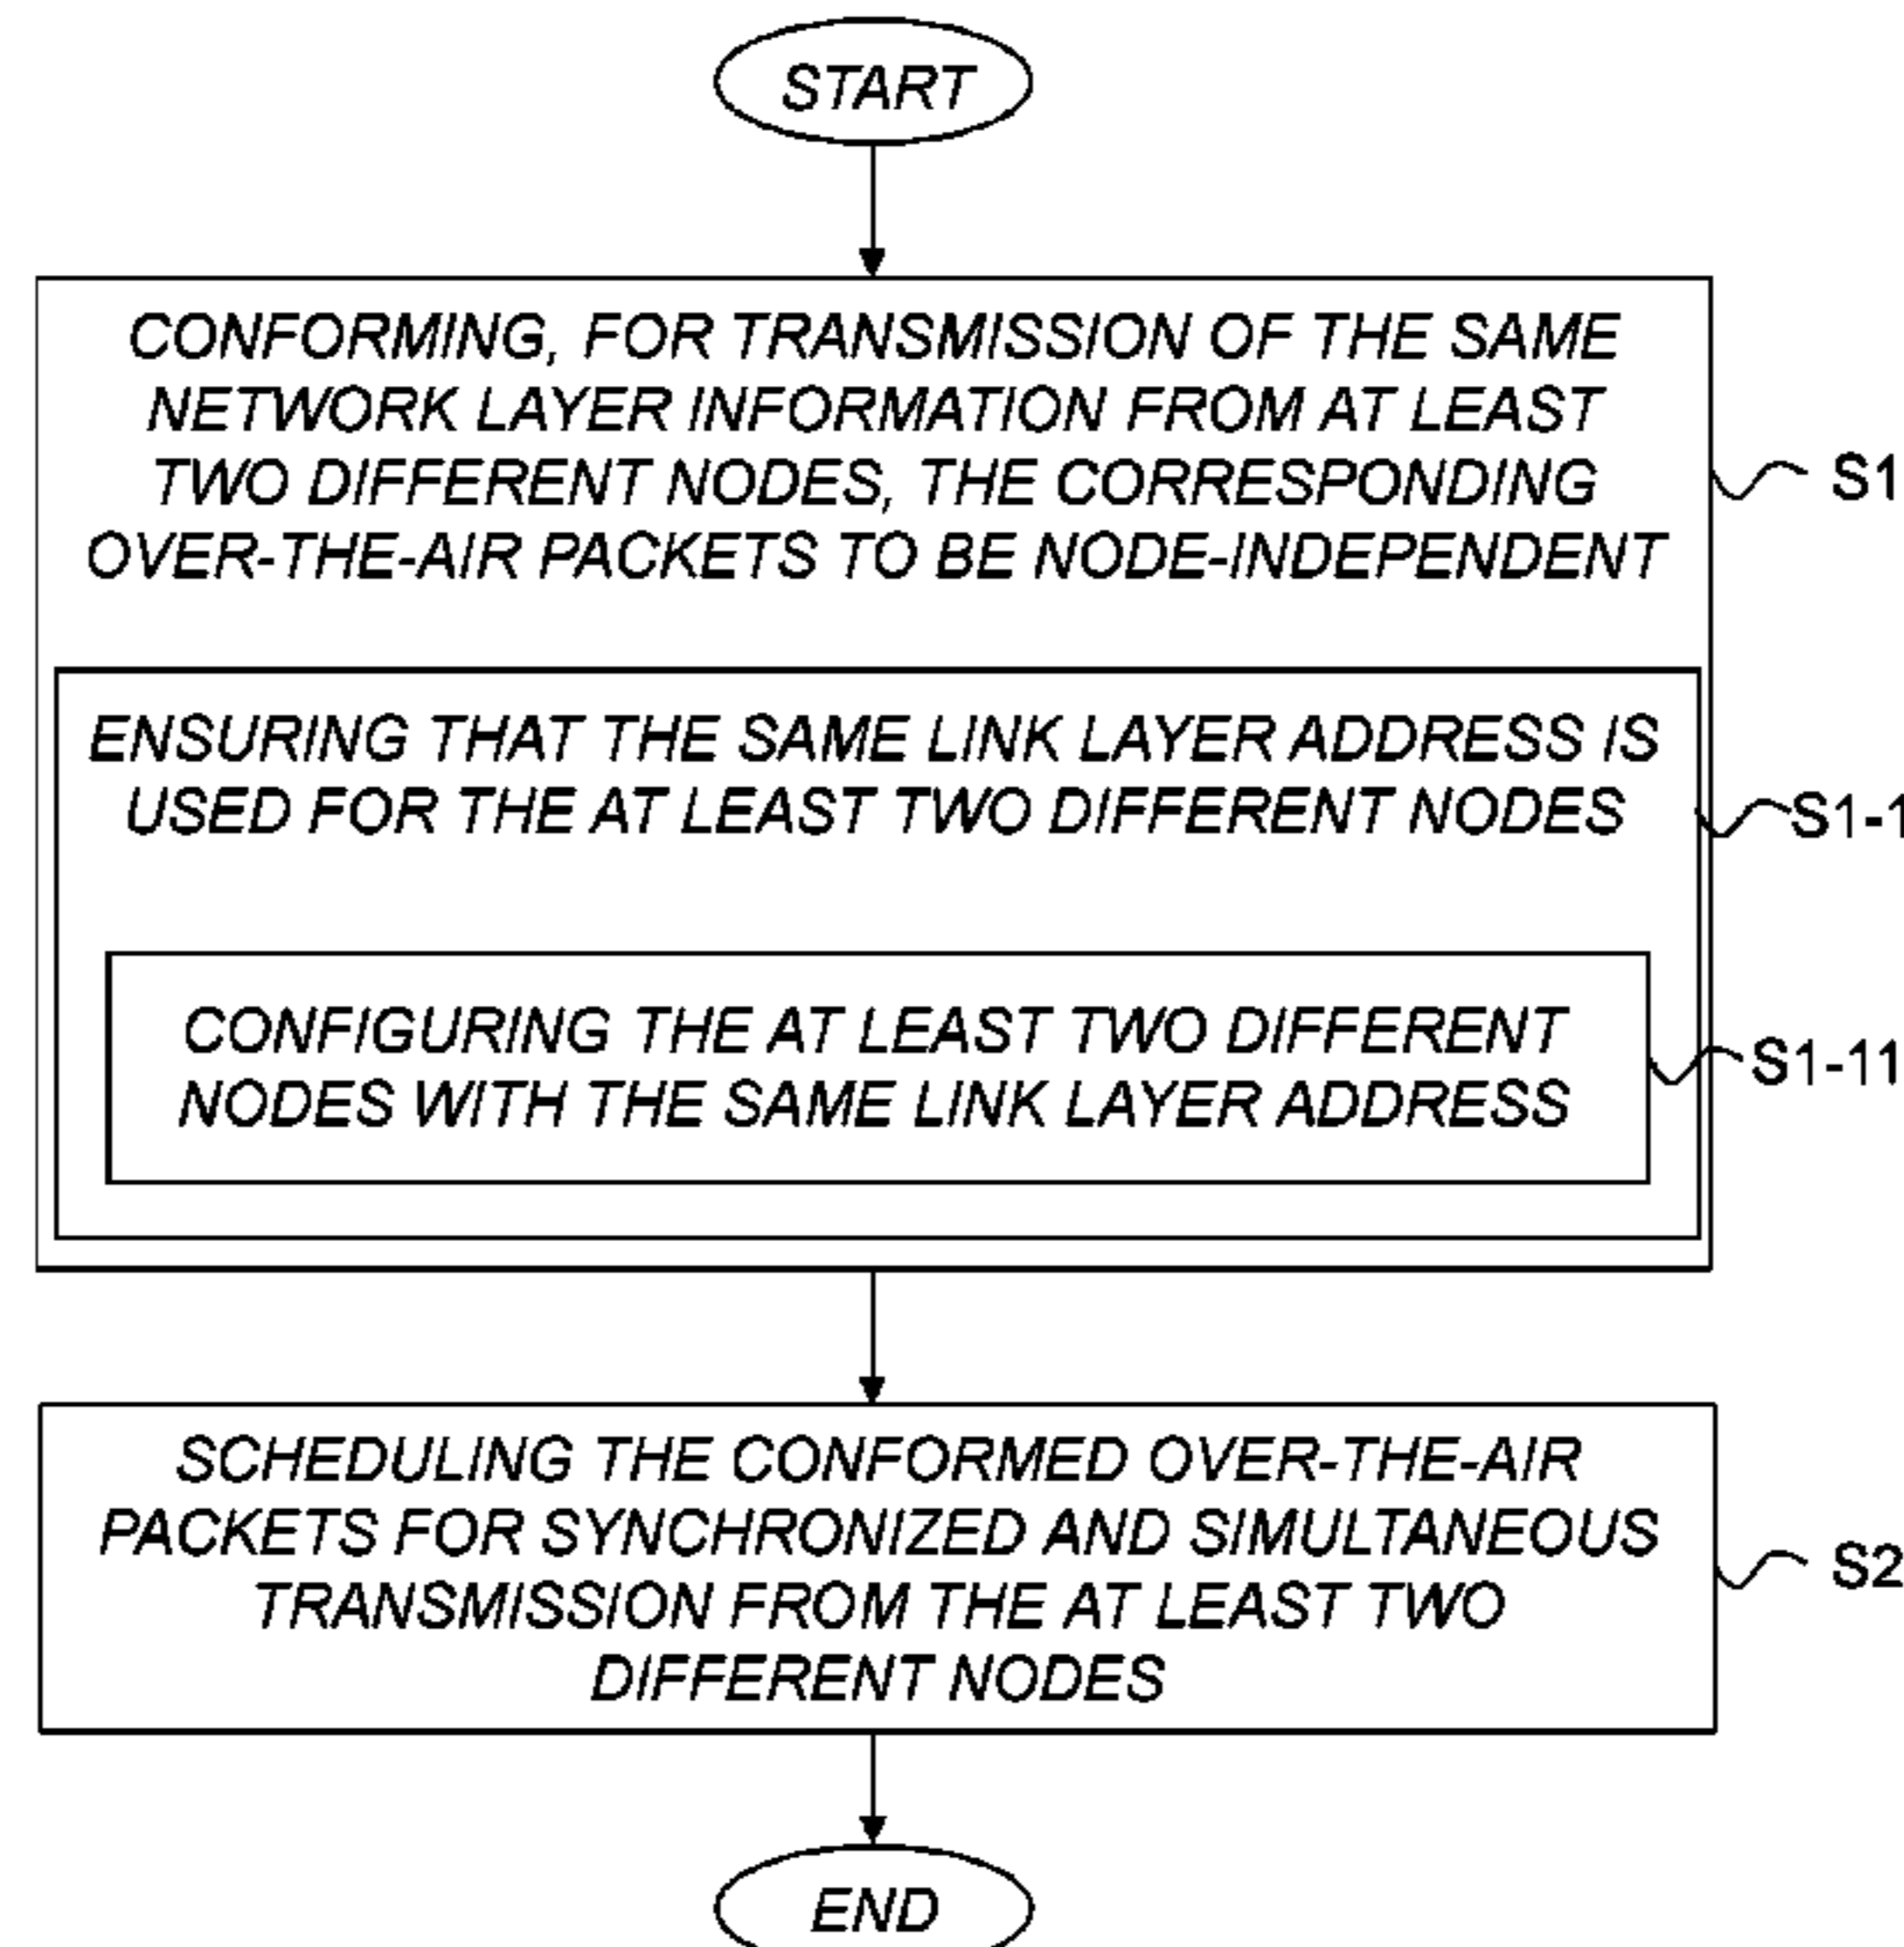 START
CONFORMING, FOR TRANSMISSION OF THE SAME
NETWORK LAYER INFORMATION FROM AT LEAST
TWO DIFFERENT NODES, THE CORRESPONDING
OVER-THE-AIR PACKETS TO BE NODE-INDEPENDENT
S1
ENSURING THAT THE SAME LINK LAYER ADDRESS IS
USED FOR THE AT LEAST TWO DIFFERENT NODES
S1-1
CONFIGURING THE AT LEAST TWO DIFFERENT
NODES WITH THE SAME LINK LAYER ADDRESS
S1-11
SCHEDULING THE CONFORMED OVER-THE-AIR
PACKETS FOR SYNCHRONIZED AND SIMULTANEOUS
TRANSMISSION FROM THE AT LEAST TWO
DIFFERENT NODES
S2
END